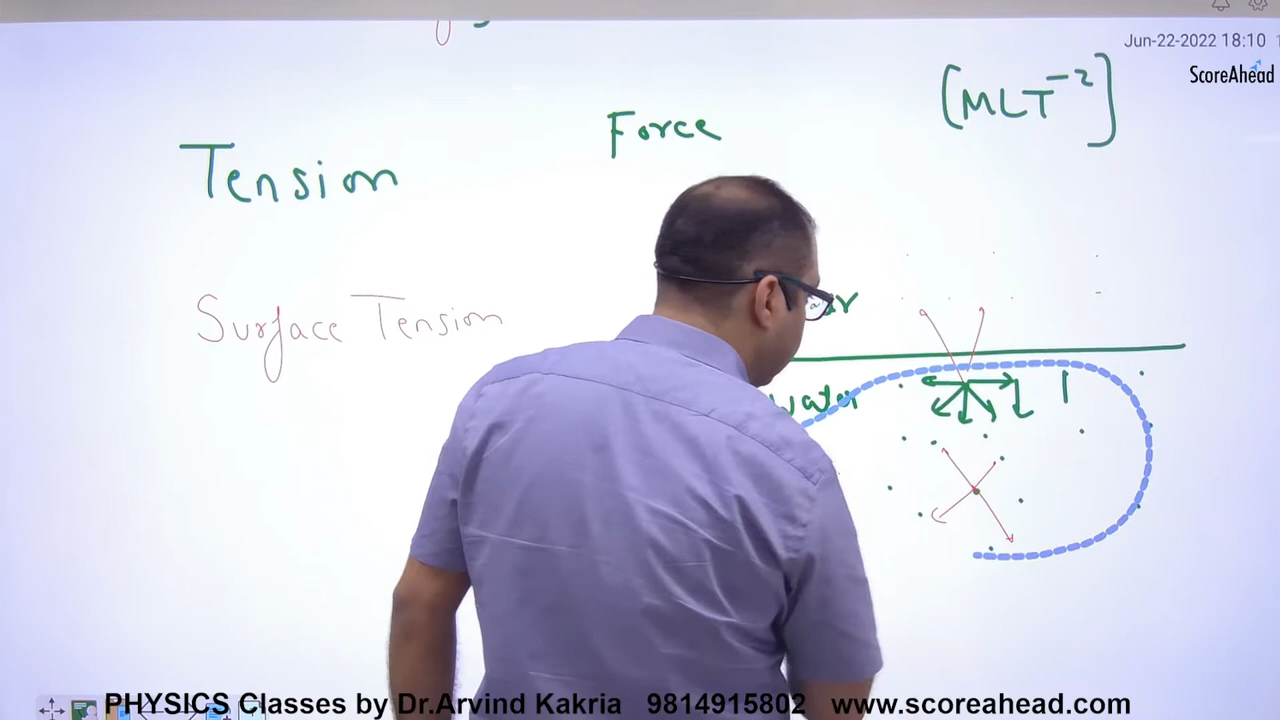 Jun-22-2022 18:10
ScoreAhead
[MLT⁻²]
Force
Tension
Surface Tension
water
PHYSICS Classes by Dr.Arvind Kakria 9814915802 www.scoreahead.com